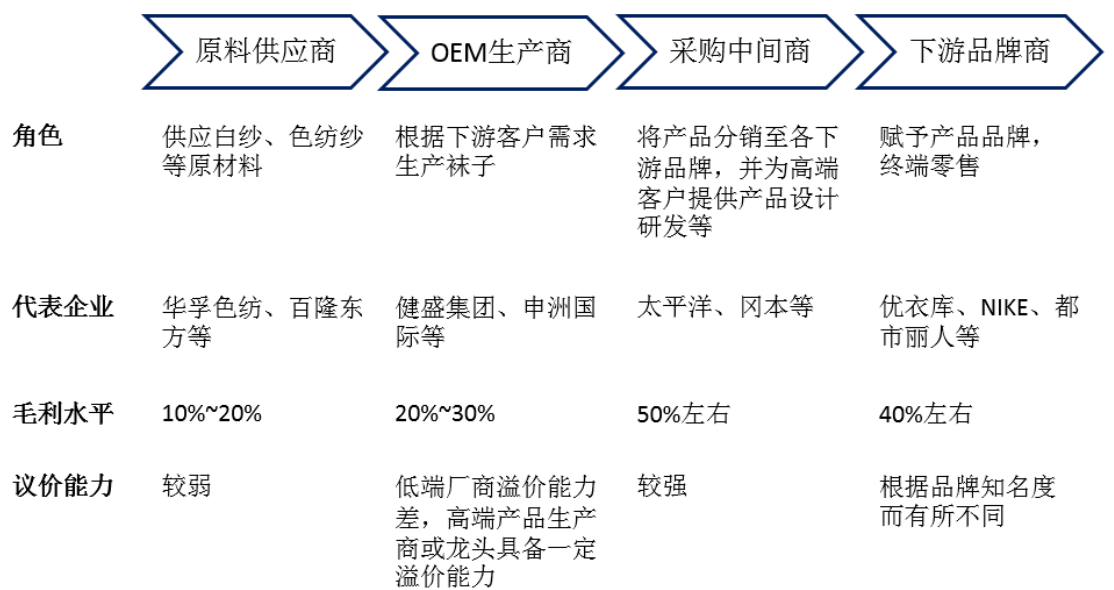 原料供应商
OEM生产商
采购中间商
下游品牌商
角色
供应白纱、色纺纱
等原材料
根据下游客户需求
生产袜子
将产品分销至各下
游品牌，并为高端
客户提供产品设计
研发等
赋予产品品牌，
终端零售
代表企业
华孚色纺、百隆东
方等
健盛集团、申洲国
际等
太平洋、冈本等
优衣库、NIKE、都
市丽人等
毛利水平
10%~20%
20%~30%
50%左右
40%左右
议价能力
较弱
低端厂商溢价能力
差，高端产品生产
商或龙头具备一定
溢价能力
较强
根据品牌知名度
而有所不同